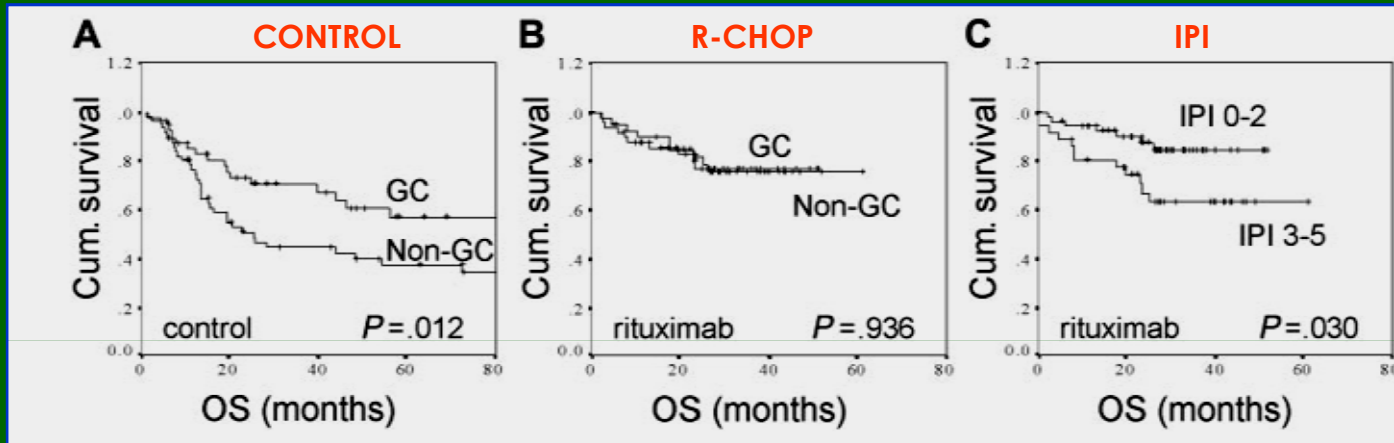 A CONTROL
1.2
.0
.8
.6
.4
.2
0.0
Cum. survival
GC
Non-GC
control P=.012
0 20 40 60 80
OS (months)
B R-CHOP
1.2
.0
.8
.6
.4
.2
0.0
Cum. survival
GC
Non-GC
rituximab P=.936
0 20 40 60 80
OS (months)
C IPI
1.2
.0
.8
.6
.4
.2
0.0
Cum. survival
IPI 0-2
IPI 3-5
rituximab P=.030
0 20 40 60 80
OS (months)